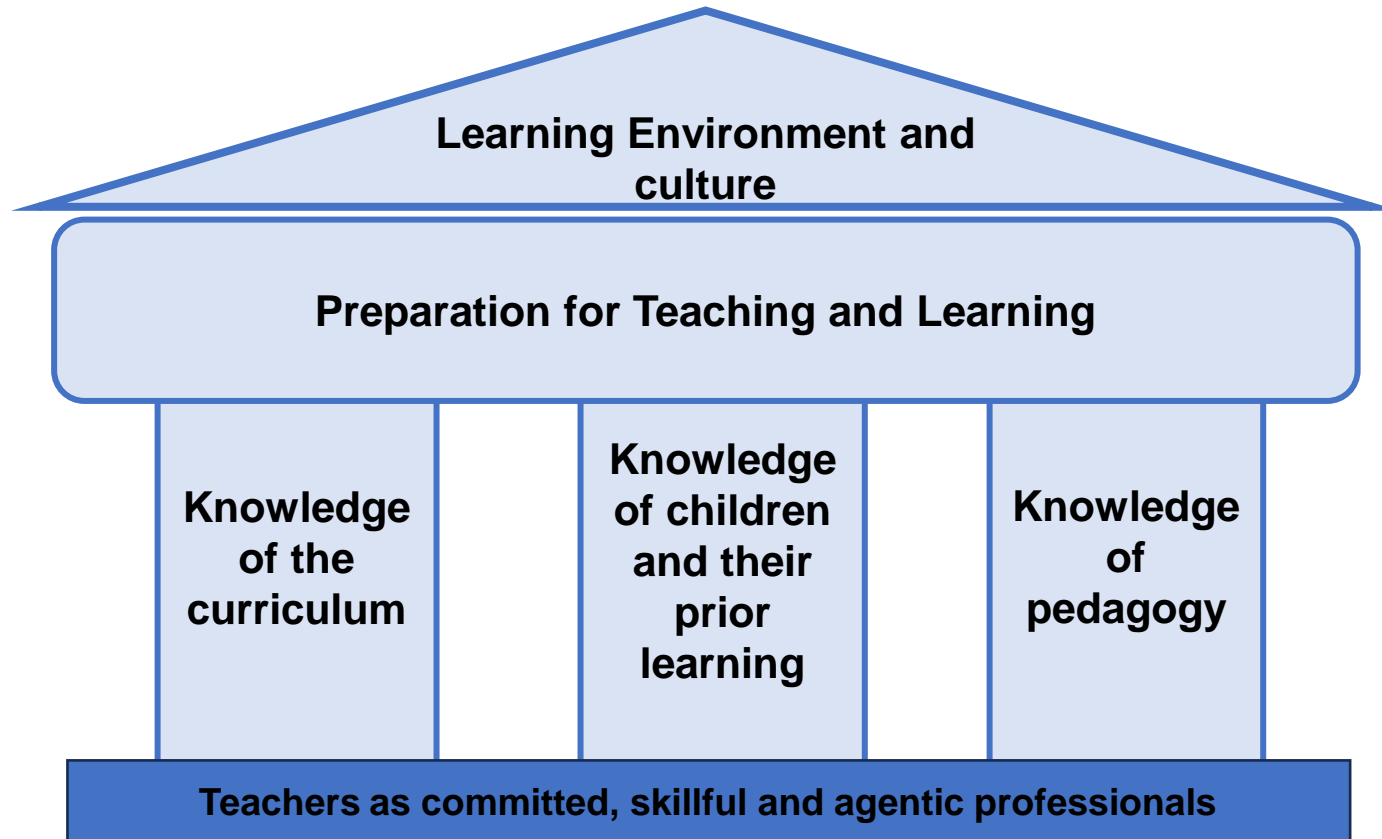 Learning Environment and
culture
Preparation for Teaching and Learning
Knowledge
of the
curriculum
Knowledge
of children
and their
prior
learning
Knowledge
of
pedagogy
Teachers as committed, skillful and agentic professionals